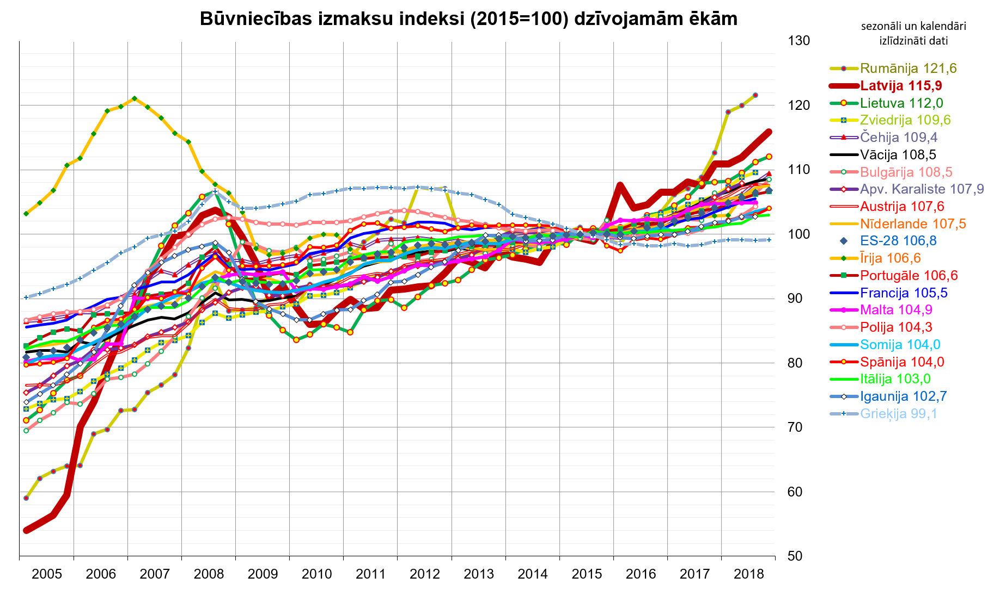 Būvniecības izmaksu indeksi (2015=100) dzīvojamām ēkām
sezonāli un kalendāri
izlīdzināti dati
130
120
110
100
90
80
70
60
50
Rumānija 121,6
Latvija 115,9
Lietuva 112,0
Zviedrija 109,6
Čehija 109,4
Vācija 108,5
Bulgārija 108,5
Apv. Karaliste 107,9
Austrija 107,6
Nīderlande 107,5
ES-28 106,8
Īrija 106,6
Portugāle 106,6
Francija 105,5
Malta 104,9
Polija 104,3
Somija 104,0
Spānija 104,0
Itālija 103,0
Igaunija 102,7
Grieķija 99,1
2005 2006 2007 2008 2009 2010 2011 2012 2013 2014 2015 2016 2017 2018